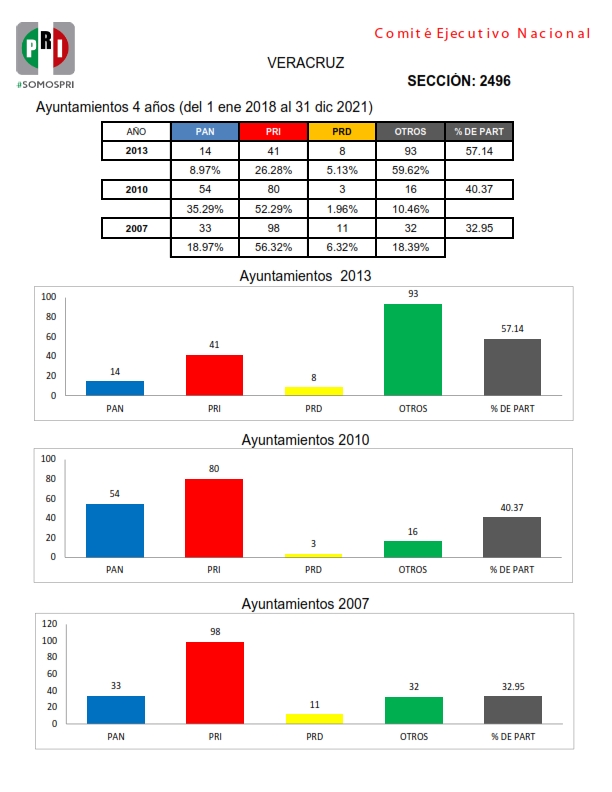 Comité Ejecutivo Nacional
PRI
#SOMOSPRI
VERACRUZ
SECCIÒN: 2496
Ayuntamientos 4 años (del 1 ene 2018 al 31 dic 2021)
AÑO PAN PRI PRD OTROS % DE PART
2013 14 41 8 93 57.14
8.97% 26.28% 5.13% 59.62%
2010 54 80 3 16 40.37
35.29% 52.29% 1.96% 10.46%
2007 33 98 11 32 32.95
18.97% 56.32% 6.32% 18.39%
Ayuntamientos 2013
100
80
60
40
20
0
14 41 8 93 57.14
PAN PRI PRD OTROS % DE PART
Ayuntamientos 2010
100
80
60
40
20
0
54 80 3 16 40.37
PAN PRI PRD OTROS % DE PART
Ayuntamientos 2007
120
100
80
60
40
20
0
33 98 11 32 32.95
PAN PRI PRD OTROS % DE PART